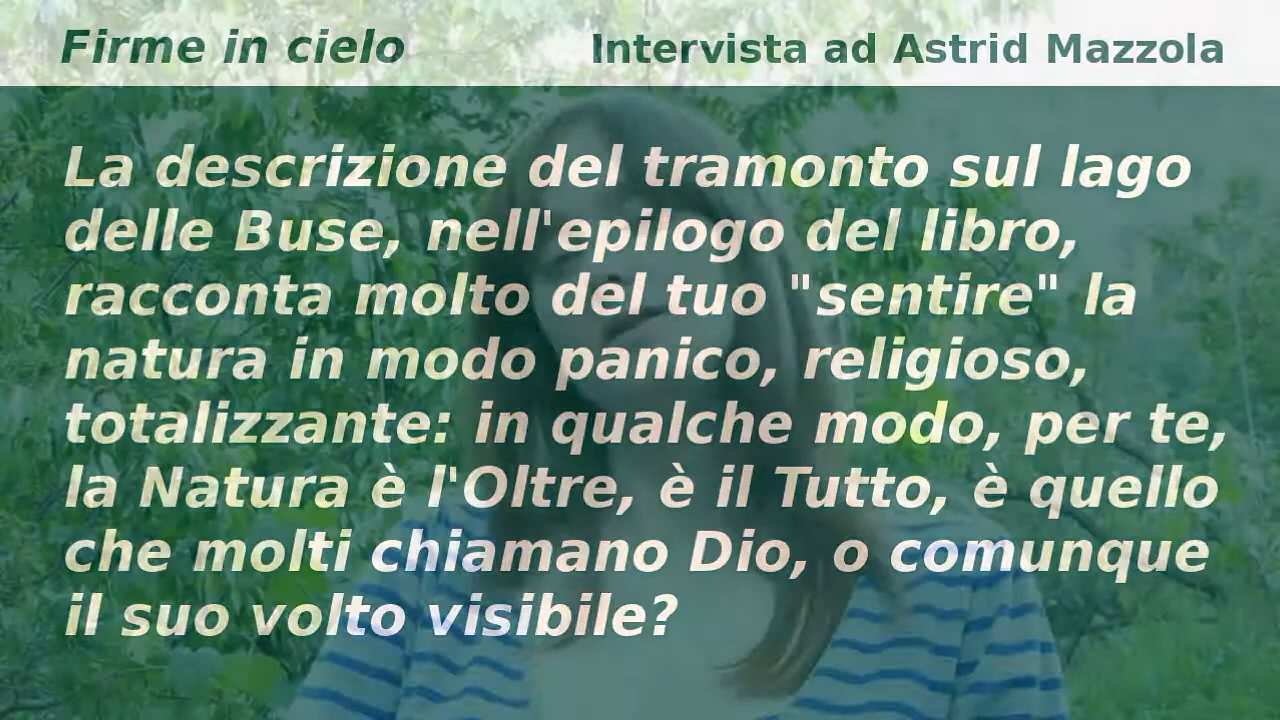 Firme in cielo
Intervista ad Astrid Mazzola
La descrizione del tramonto sul lago
delle Buse, nell'epilogo del libro,
racconta molto del tuo "sentire" la
natura in modo panico, religioso,
totalizzante: in qualche modo, per te,
la Natura è l'Oltre, è il Tutto, è quello
che molti chiamano Dio, o comunque
il suo volto visibile?